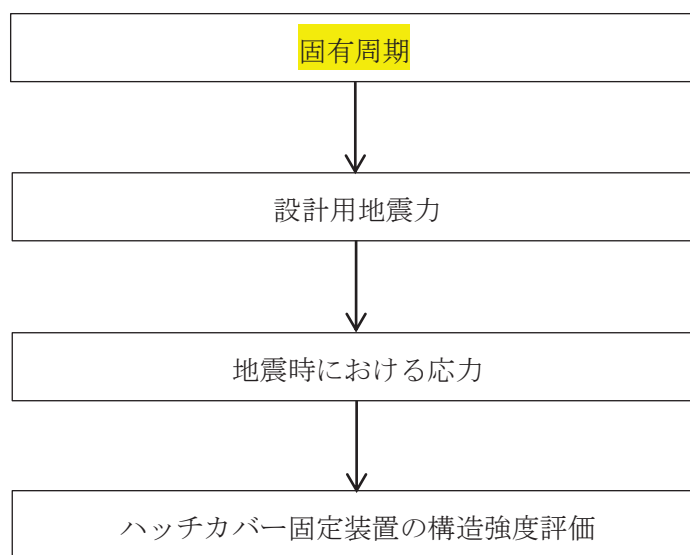 固有周期
設計用地震力
地震時における応力
ハッチカバー固定装置の構造強度評価